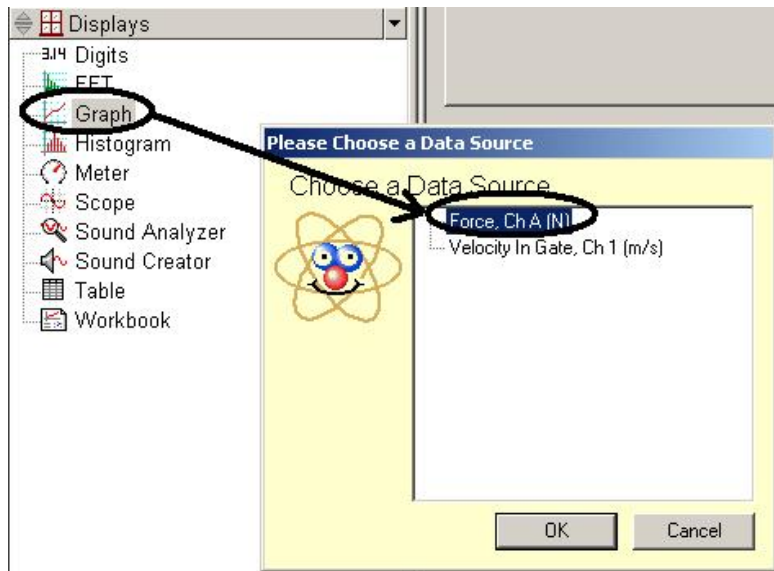 Displays
3.14 Digits
FFT
Graph
Histogram
Meter
Scope
Sound Analyzer
Sound Creator
Table
Workbook
Please Choose a Data Source
Choose a Data Source
Force, Ch A (N)
Velocity In Gate, Ch 1 (m/s)
OK
Cancel